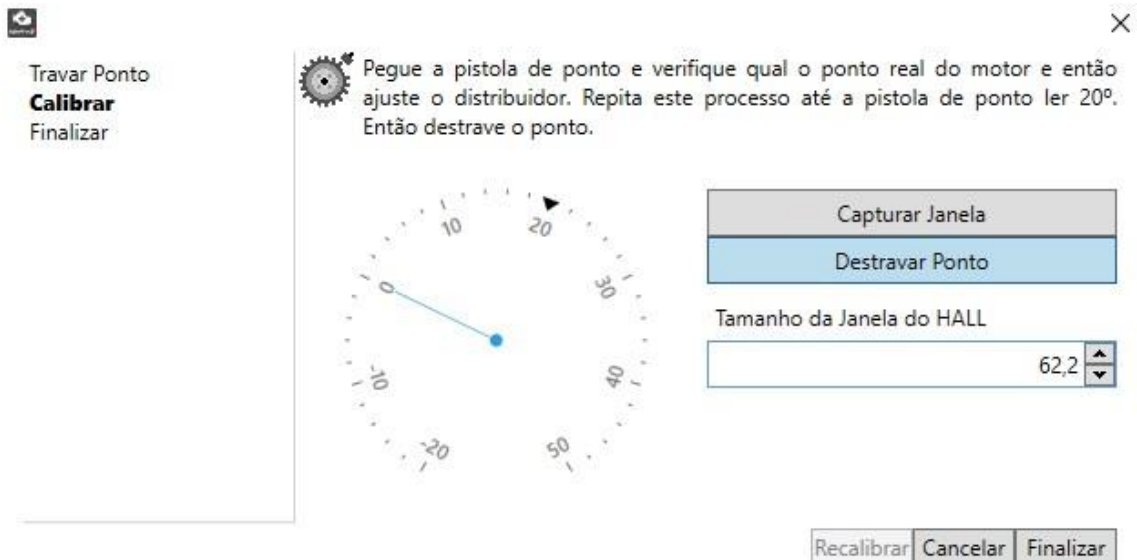 Travar Ponto
Calibrar
Finalizar
Pegue a pistola de ponto e verifique qual o ponto real do motor e então
ajuste o distribuidor. Repita este processo até a pistola de ponto ler 20º.
Então destrave o ponto.
-20
-10
0
10
20
30
40
50
Capturar Janela
Destravar Ponto
Tamanho da Janela do HALL
62,2
Recalibrar
Cancelar
Finalizar